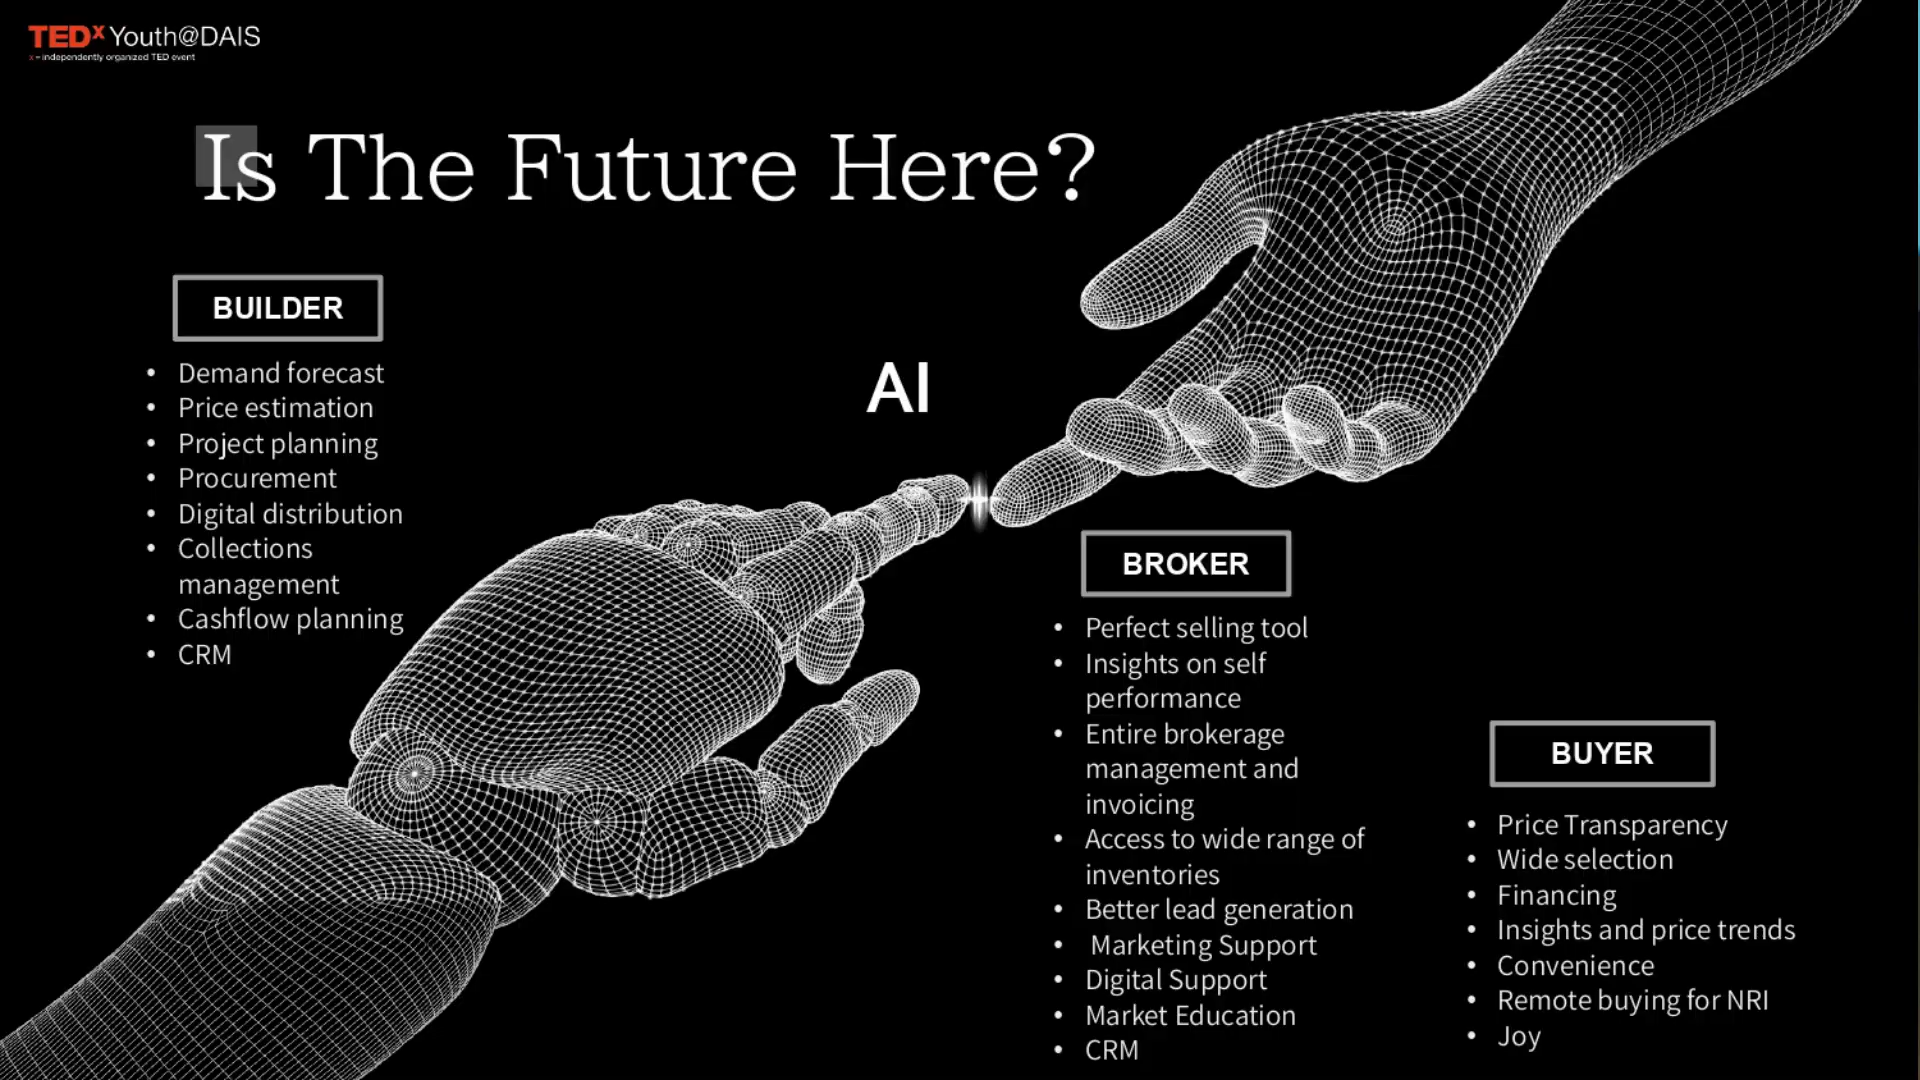 TEDx Youth@DAIS
x = independently organized TED event
Is The Future Here?
BUILDER
• Demand forecast
• Price estimation
• Project planning
• Procurement
• Digital distribution
• Collections
management
• Cashflow planning
• CRM
AI
BROKER
• Perfect selling tool
• Insights on self
performance
• Entire brokerage
management and
invoicing
• Access to wide range of
inventories
• Better lead generation
• Marketing Support
• Digital Support
• Market Education
• CRM
BUYER
• Price Transparency
• Wide selection
• Financing
• Insights and price trends
• Convenience
• Remote buying for NRI
• Joy